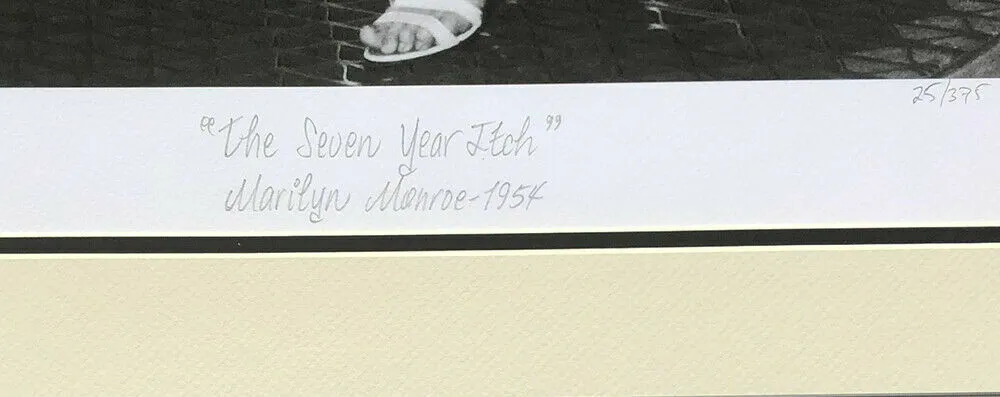 25/375
"The Seven Year Itch"
Marilyn Monroe-1954